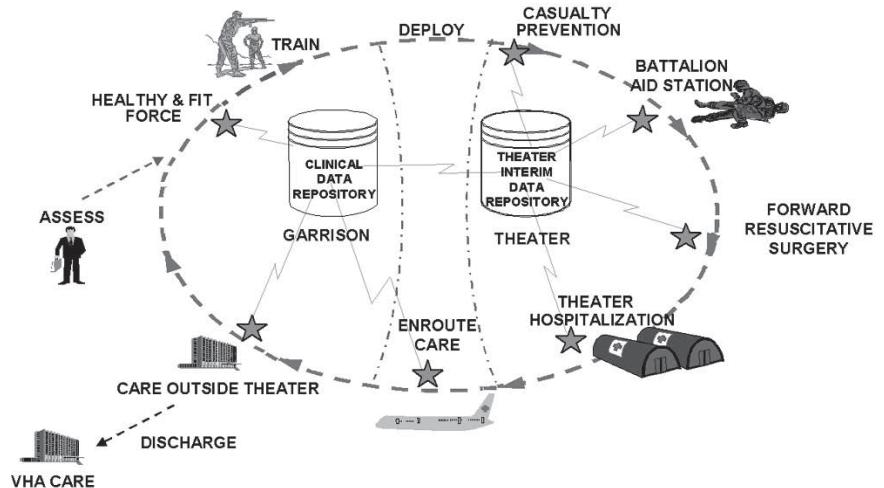 CASUALTY
PREVENTION
DEPLOY
TRAIN
BATTALION
AID STATION
HEALTHY & FIT
FORCE
CLINICAL
DATA
REPOSITORY
THEATER
INTERIM
DATA
REPOSITORY
ASSESS
GARRISON
THEATER
FORWARD
RESUSCITATIVE
SURGERY
THEATER
HOSPITALIZATION
ENROUTE
CARE
CARE OUTSIDE THEATER
DISCHARGE
VHA CARE